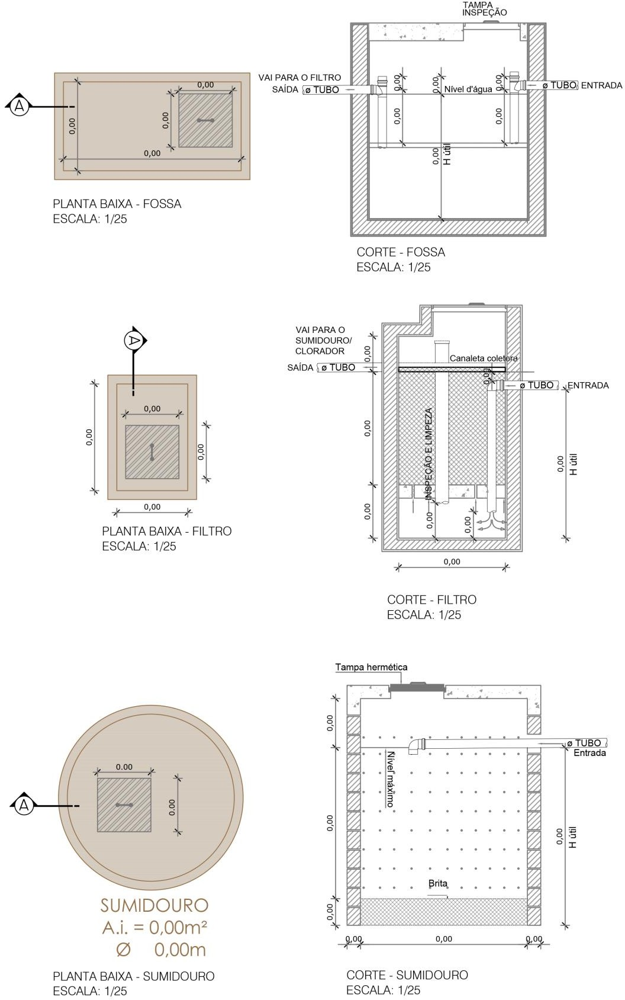 TAMPA
INSPEÇÃO
VAI PARA O FILTRO
SAÍDA
ø TUBO
0,00
0,00
0,00
Nível d'água
ø TUBO
ENTRADA
0,00
0,00
0,00
H útil
A
0,00
0,00
0,00
0,00
PLANTA BAIXA - FOSSA
ESCALA: 1/25
CORTE - FOSSA
ESCALA: 1/25
VAI PARA O
SUMIDOURO/
CLORADOR
SAÍDA
ø TUBO
0,00
Canaleta coletora
0,00
ø TUBO
ENTRADA
0,00
INSPEÇÃO E LIMPEZA
0,00
H útil
0,00
0,00
0,00
0,00
A
0,00
0,00
0,00
0,00
PLANTA BAIXA - FILTRO
ESCALA: 1/25
CORTE - FILTRO
ESCALA: 1/25
Tampa hermética
0,00
ø TUBO
Entrada
Nível máximo
0,00
0,00
H útil
Brita
0,00
0,00
0,00
0,00
A
0.00
0.00
SUMIDOURO
A.i. = 0,00m²
Ø 0,00m
PLANTA BAIXA - SUMIDOURO
ESCALA: 1/25
CORTE - SUMIDOURO
ESCALA: 1/25